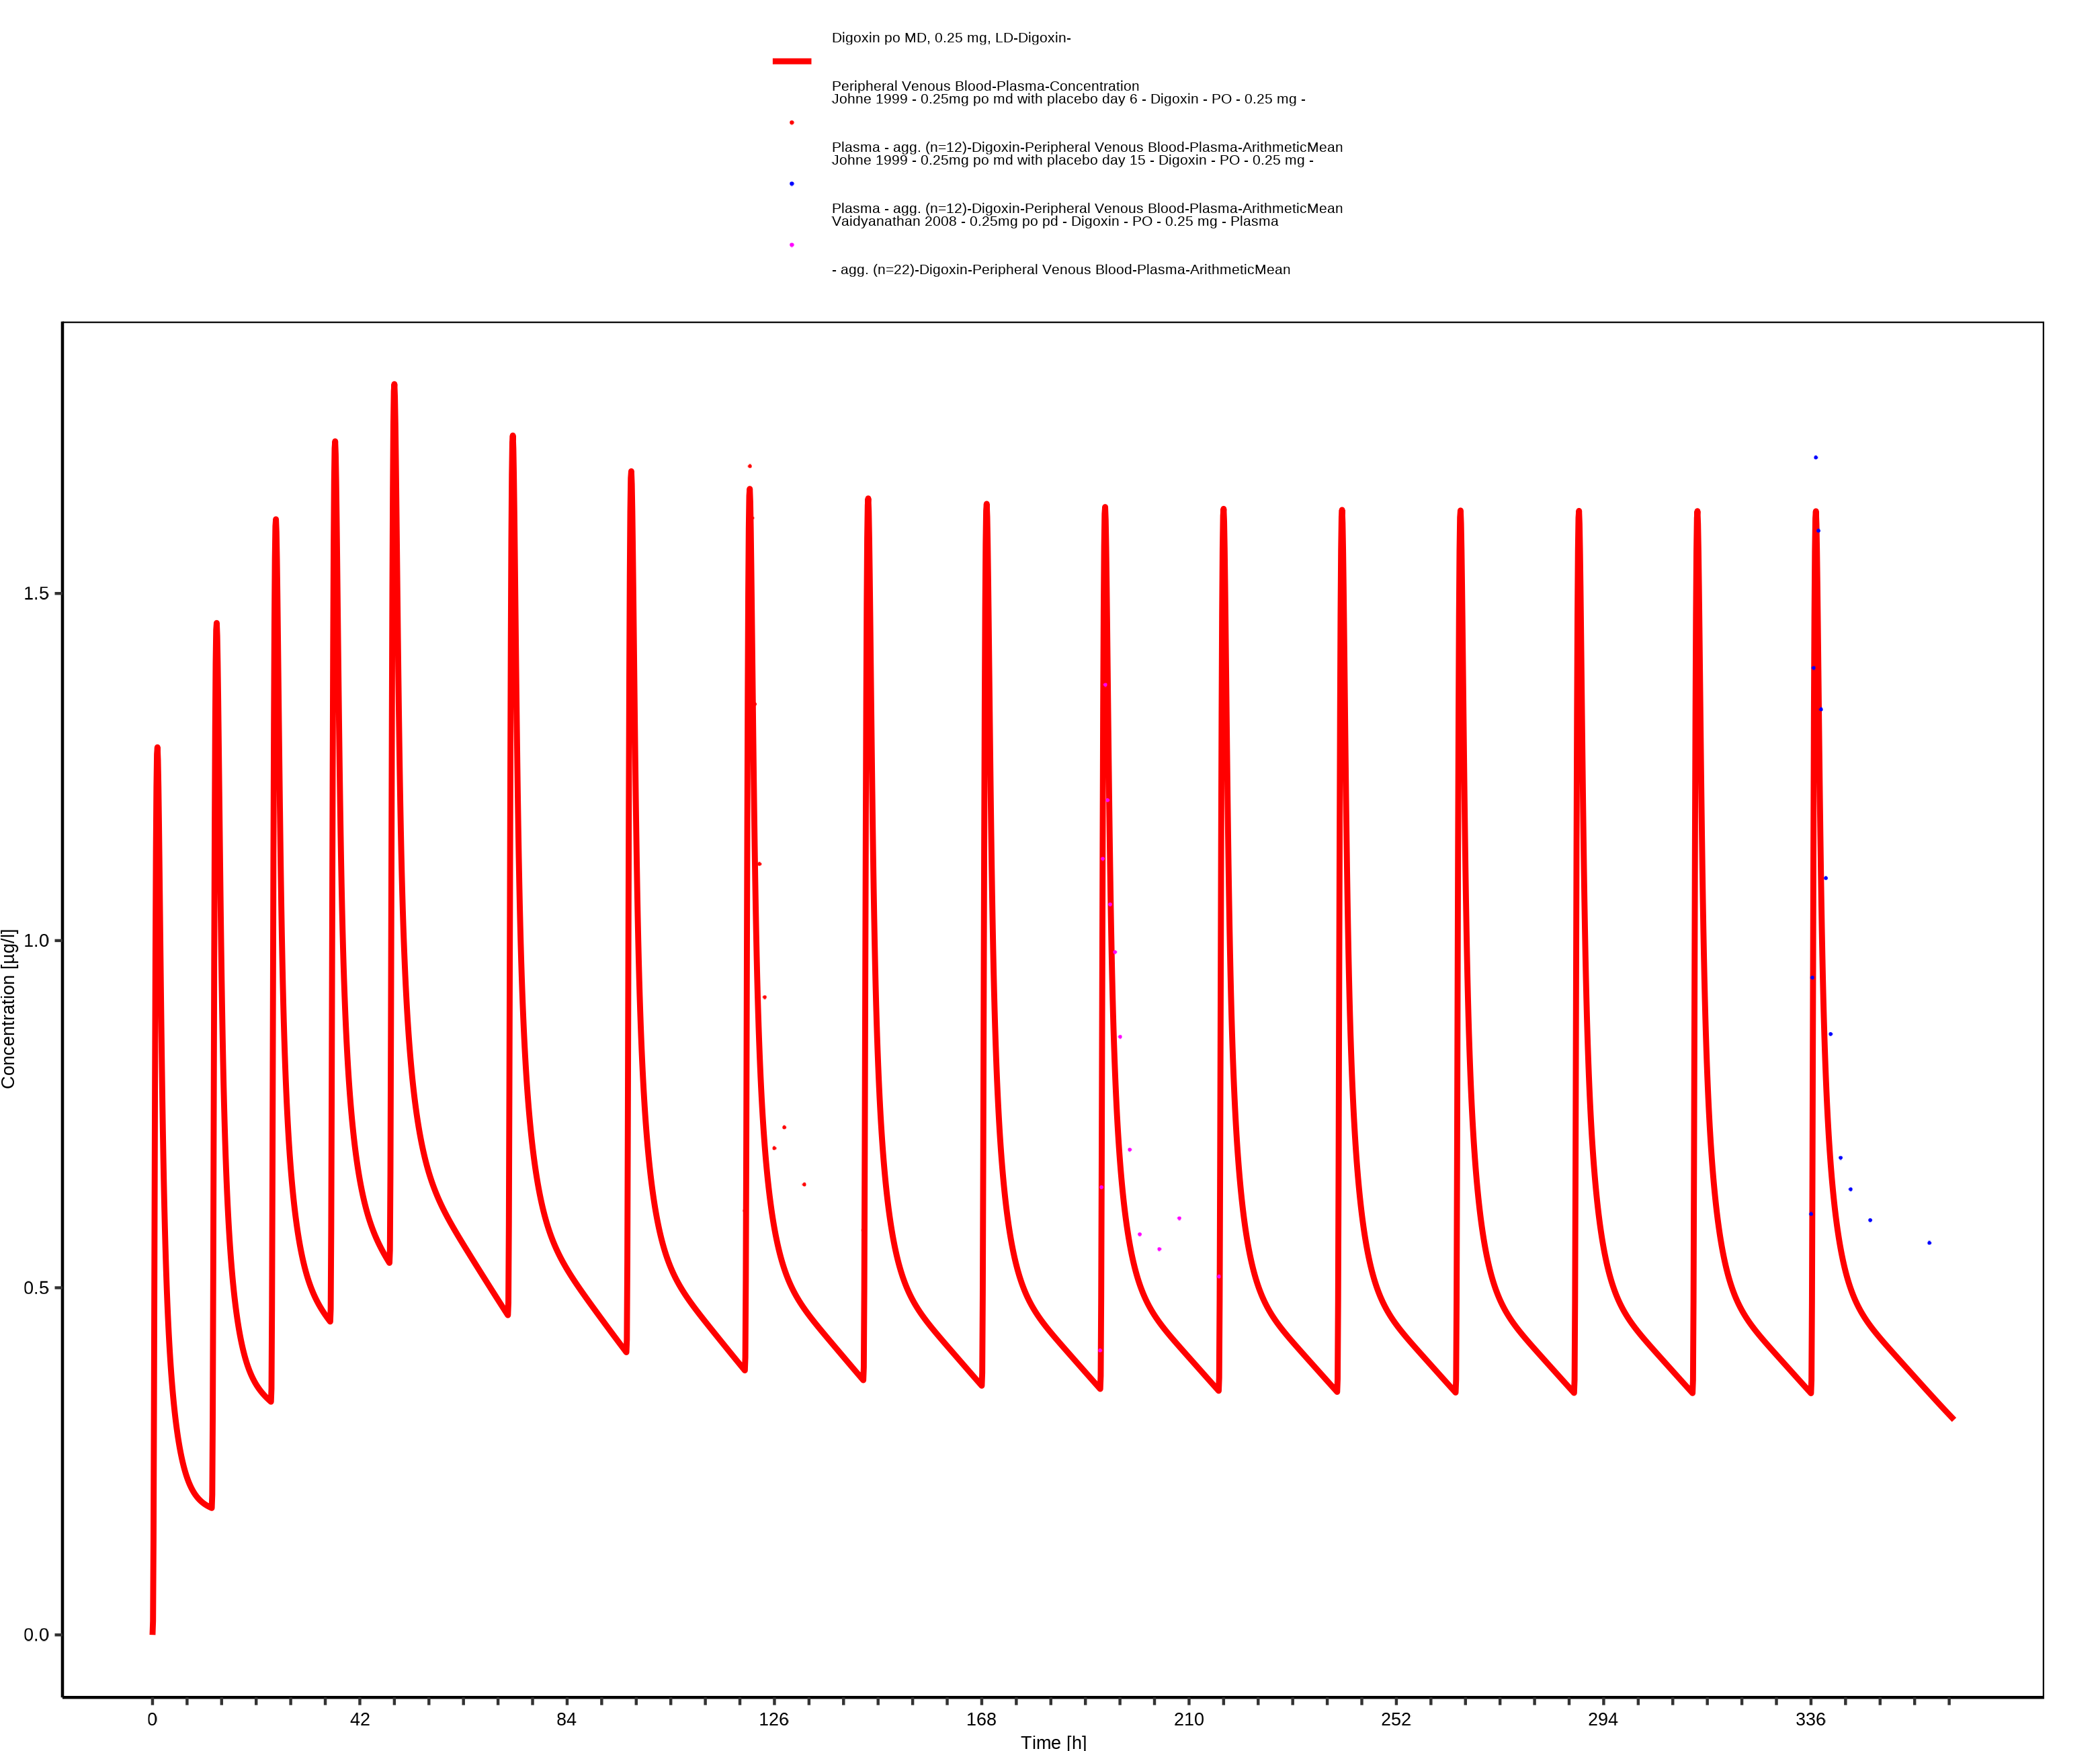 Digoxin po MD, 0.25 mg, LD-Digoxin-
Peripheral Venous Blood-Plasma-Concentration
Johne 1999 - 0.25mg po md with placebo day 6 - Digoxin - PO - 0.25 mg -
Plasma - agg. (n=12)-Digoxin-Peripheral Venous Blood-Plasma-ArithmeticMean
Johne 1999 - 0.25mg po md with placebo day 15 - Digoxin - PO - 0.25 mg -
Plasma - agg. (n=12)-Digoxin-Peripheral Venous Blood-Plasma-ArithmeticMean
Vaidyanathan 2008 - 0.25mg po pd - Digoxin - PO - 0.25 mg - Plasma
- agg. (n=22)-Digoxin-Peripheral Venous Blood-Plasma-ArithmeticMean
Concentration [µg/l]
1.5
1.0
0.5
0.0
0 42 84 126 168 210 252 294 336
Time [h]